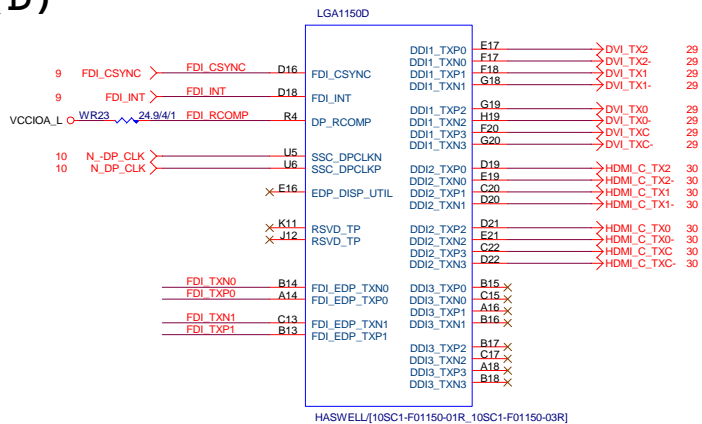 D)
LGA1150D
9 FDI_CSYNC FDI_CSYNC D16 FDI_CSYNC
9 FDI_INT FDI_INT D18 FDI_INT
VCCIOA_L WR23 24.9/4/1 FDI_RCOMP R4 DP_RCOMP
10 N_-DP_CLK U5 SSC_DPCLKN
10 N_DP_CLK U6 SSC_DPCLKP
E16 EDP_DISP_UTIL
K11 RSVD_TP
J12 RSVD_TP
FDI_TXN0 B14 FDI_EDP_TXN0
FDI_TXP0 A14 FDI_EDP_TXP0
FDI_TXN1 C13 FDI_EDP_TXN1
FDI_TXP1 B13 FDI_EDP_TXP1
DDI1_TXP0 E17 DVI_TX2 29
DDI1_TXN0 F17 DVI_TX2- 29
DDI1_TXP1 F18 DVI_TX1 29
DDI1_TXN1 G18 DVI_TX1- 29
DDI1_TXP2 G19 DVI_TX0 29
DDI1_TXN2 H19 DVI_TX0- 29
DDI1_TXP3 F20 DVI_TXC 29
DDI1_TXN3 G20 DVI_TXC- 29
DDI2_TXP0 D19 HDMI_C_TX2 30
DDI2_TXN0 E19 HDMI_C_TX2- 30
DDI2_TXP1 C20 HDMI_C_TX1 30
DDI2_TXN1 D20 HDMI_C_TX1- 30
DDI2_TXP2 D21 HDMI_C_TX0 30
DDI2_TXN2 E21 HDMI_C_TX0- 30
DDI2_TXP3 C22 HDMI_C_TXC 30
DDI2_TXN3 D22 HDMI_C_TXC- 30
DDI3_TXP0 B15
DDI3_TXN0 C15
DDI3_TXP1 A16
DDI3_TXN1 B16
DDI3_TXP2 B17
DDI3_TXN2 C17
DDI3_TXP3 A18
DDI3_TXN3 B18
HASWELL/[10SC1-F01150-01R_10SC1-F01150-03R]